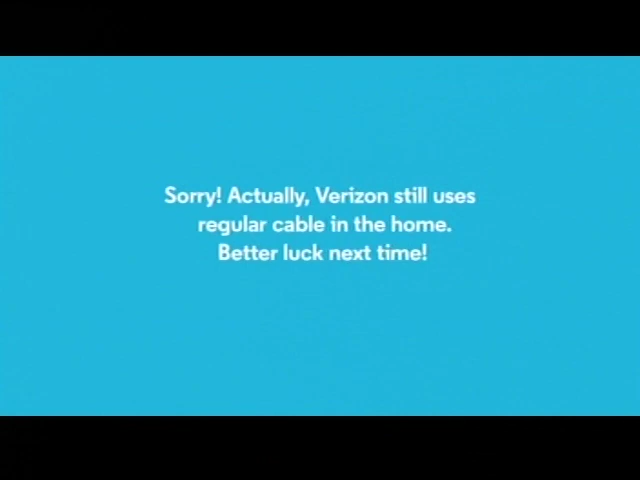 Sorry! Actually, Verizon still uses
regular cable in the home.
Better luck next time!